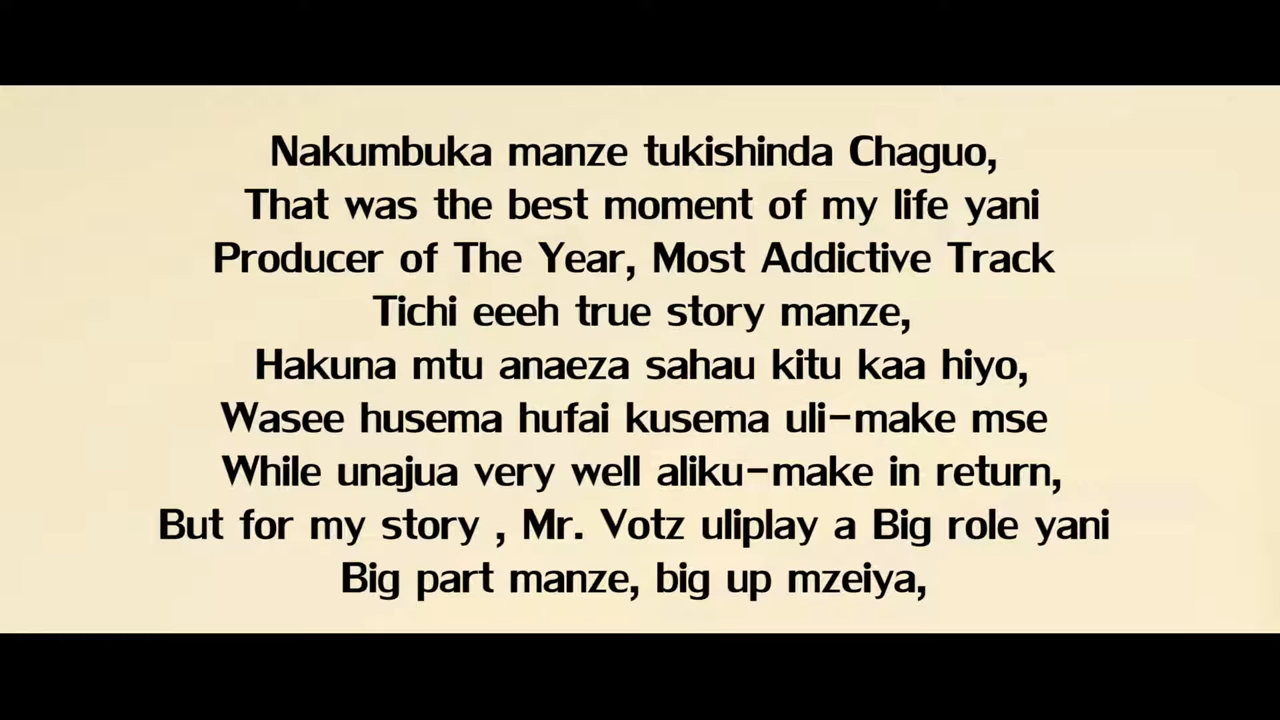 Nakumbuka manze tukishinda Chaguo,
That was the best moment of my life yani
Producer of The Year, Most Addictive Track
Tichi eeeh true story manze,
Hakuna mtu anaeza sahau kitu kaa hiyo,
Wasee husema hufai kusema uli-make mse
While unajua very well aliku-make in return,
But for my story , Mr. Votz uliplay a Big role yani
Big part manze, big up mzeiya,